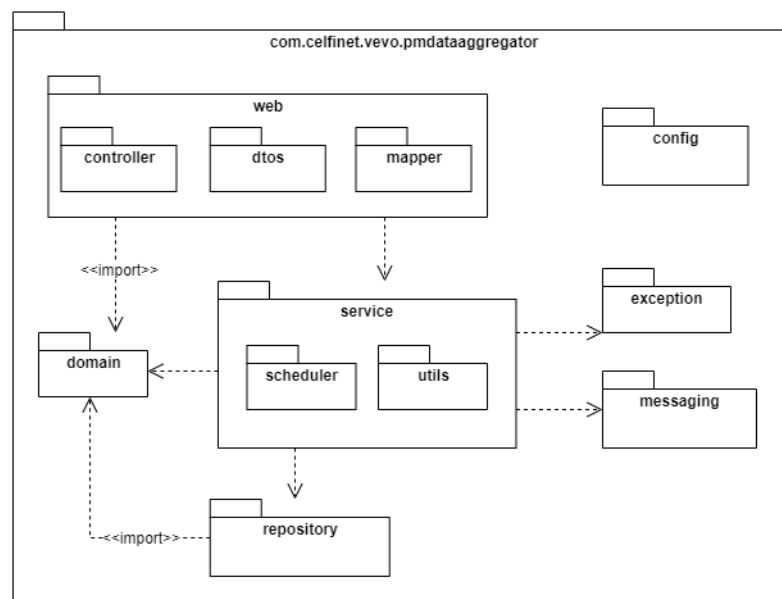 com.celfinet.vevo.pmdataaggregator
web
controller
dtos
mapper
config
<<import>>
service
exception
domain
scheduler
utils
messaging
repository
<<import>>